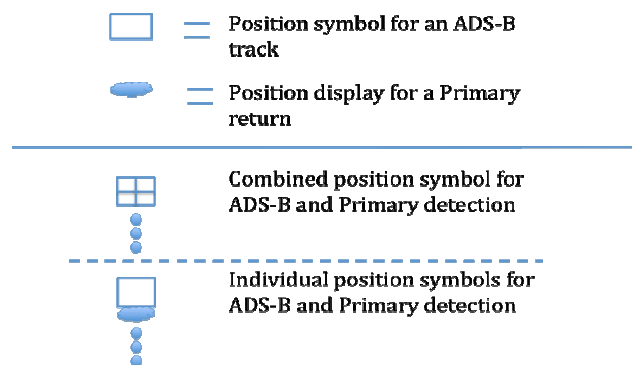 Position symbol for an ADS-B
track
Position display for a Primary
return
Combined position symbol for
ADS-B and Primary detection
Individual position symbols for
ADS-B and Primary detection